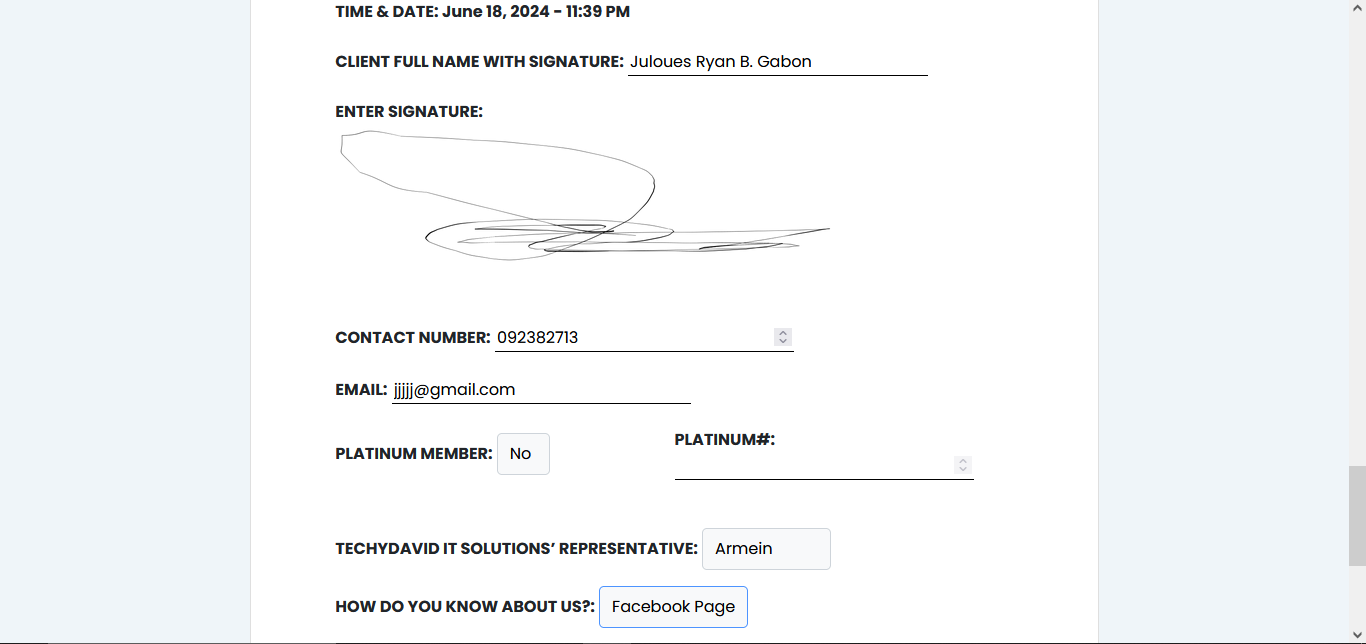 TIME & DATE: June 18, 2024 - 11:39 PM
CLIENT FULL NAME WITH SIGNATURE: Juloues Ryan B. Gabon
ENTER SIGNATURE:
CONTACT NUMBER: 092382713
EMAIL: jjjjj@gmail.com
PLATINUM MEMBER: No
PLATINUM#:
TECHYDAVID IT SOLUTIONS’ REPRESENTATIVE: Armein
HOW DO YOU KNOW ABOUT US?: Facebook Page